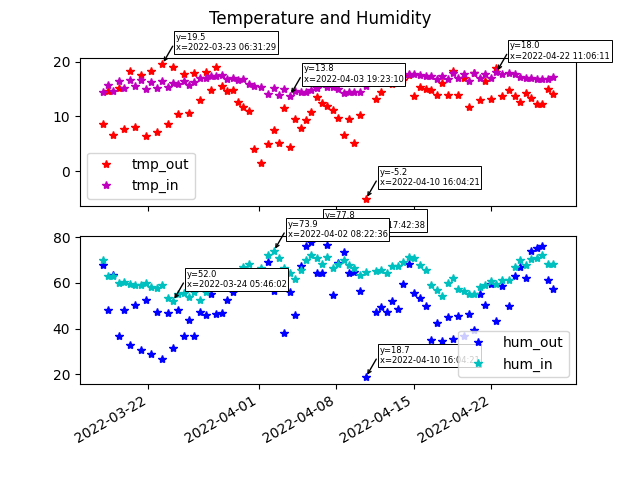 Temperature and Humidity
y=19.5
x=2022-03-23 06:31:29
y=18.0
x=2022-04-22 11:06:11
y=13.8
x=2022-04-03 19:23:10
y=-5.2
x=2022-04-10 16:04:21
20
10
0
tmp_out
tmp_in
y=77.8
17:42:38
y=73.9
x=2022-04-02 08:22:36
y=52.0
x=2022-03-24 05:46:02
y=18.7
x=2022-04-10 16:04:21
80
60
40
20
hum_out
hum_in
2022-03-22
2022-04-01
2022-04-08
2022-04-15
2022-04-22